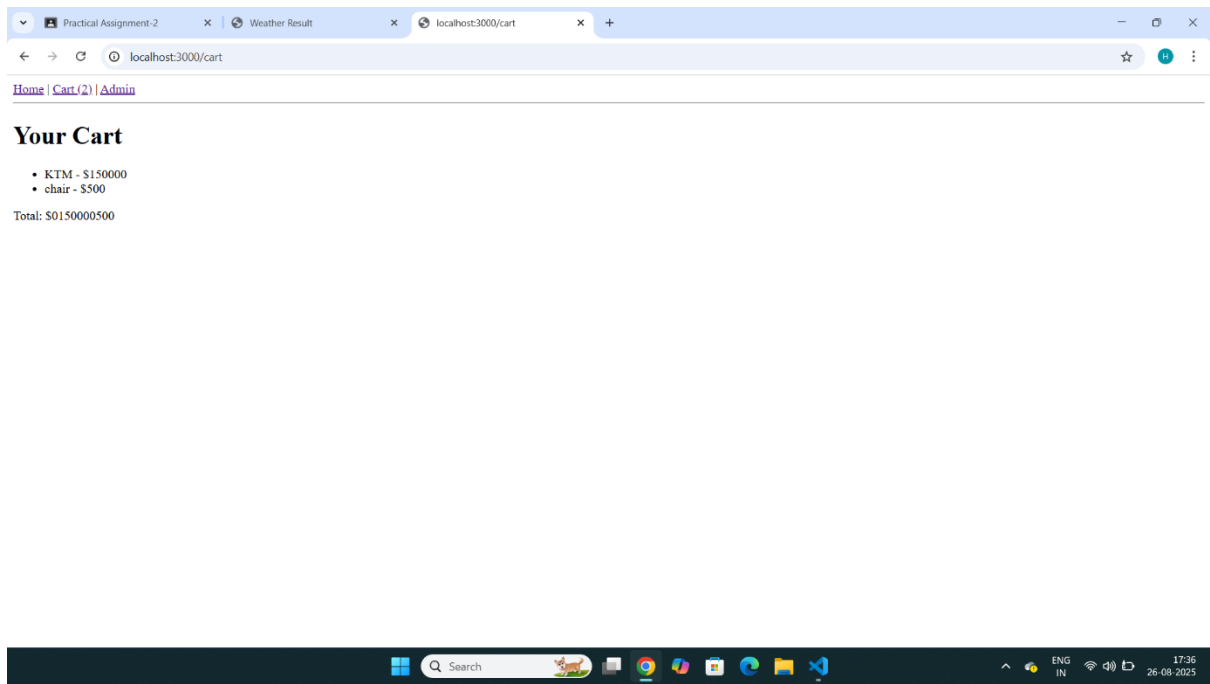 Practical Assignment-2
Weather Result
localhost:3000/cart
localhost:3000/cart
H
Home | Cart (2) | Admin
Your Cart
• KTM - $150000
• chair - $500
Total: $0150000500
Search
ENG
IN
17:36
26-08-2025